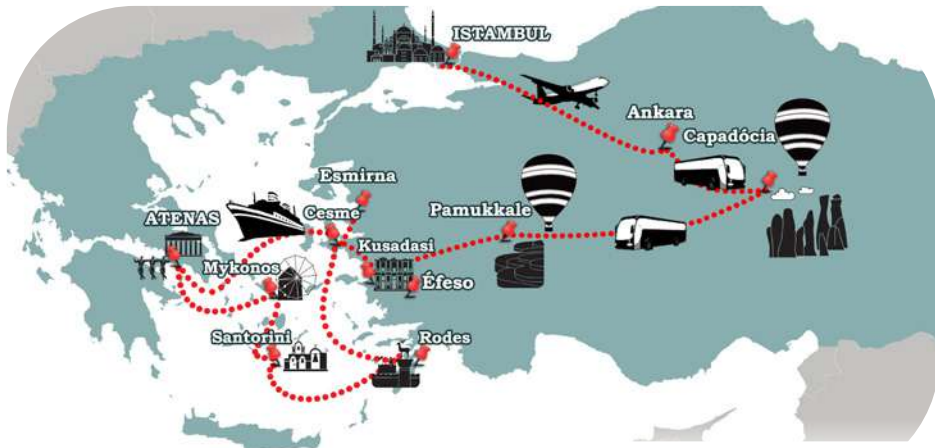 ISTAMBUL
Ankara
Capadócia
Esmirna
Cesme
Pamukkale
ATENAS
Kusadasi
Mykonos
Éfeso
Santorini
Rodes